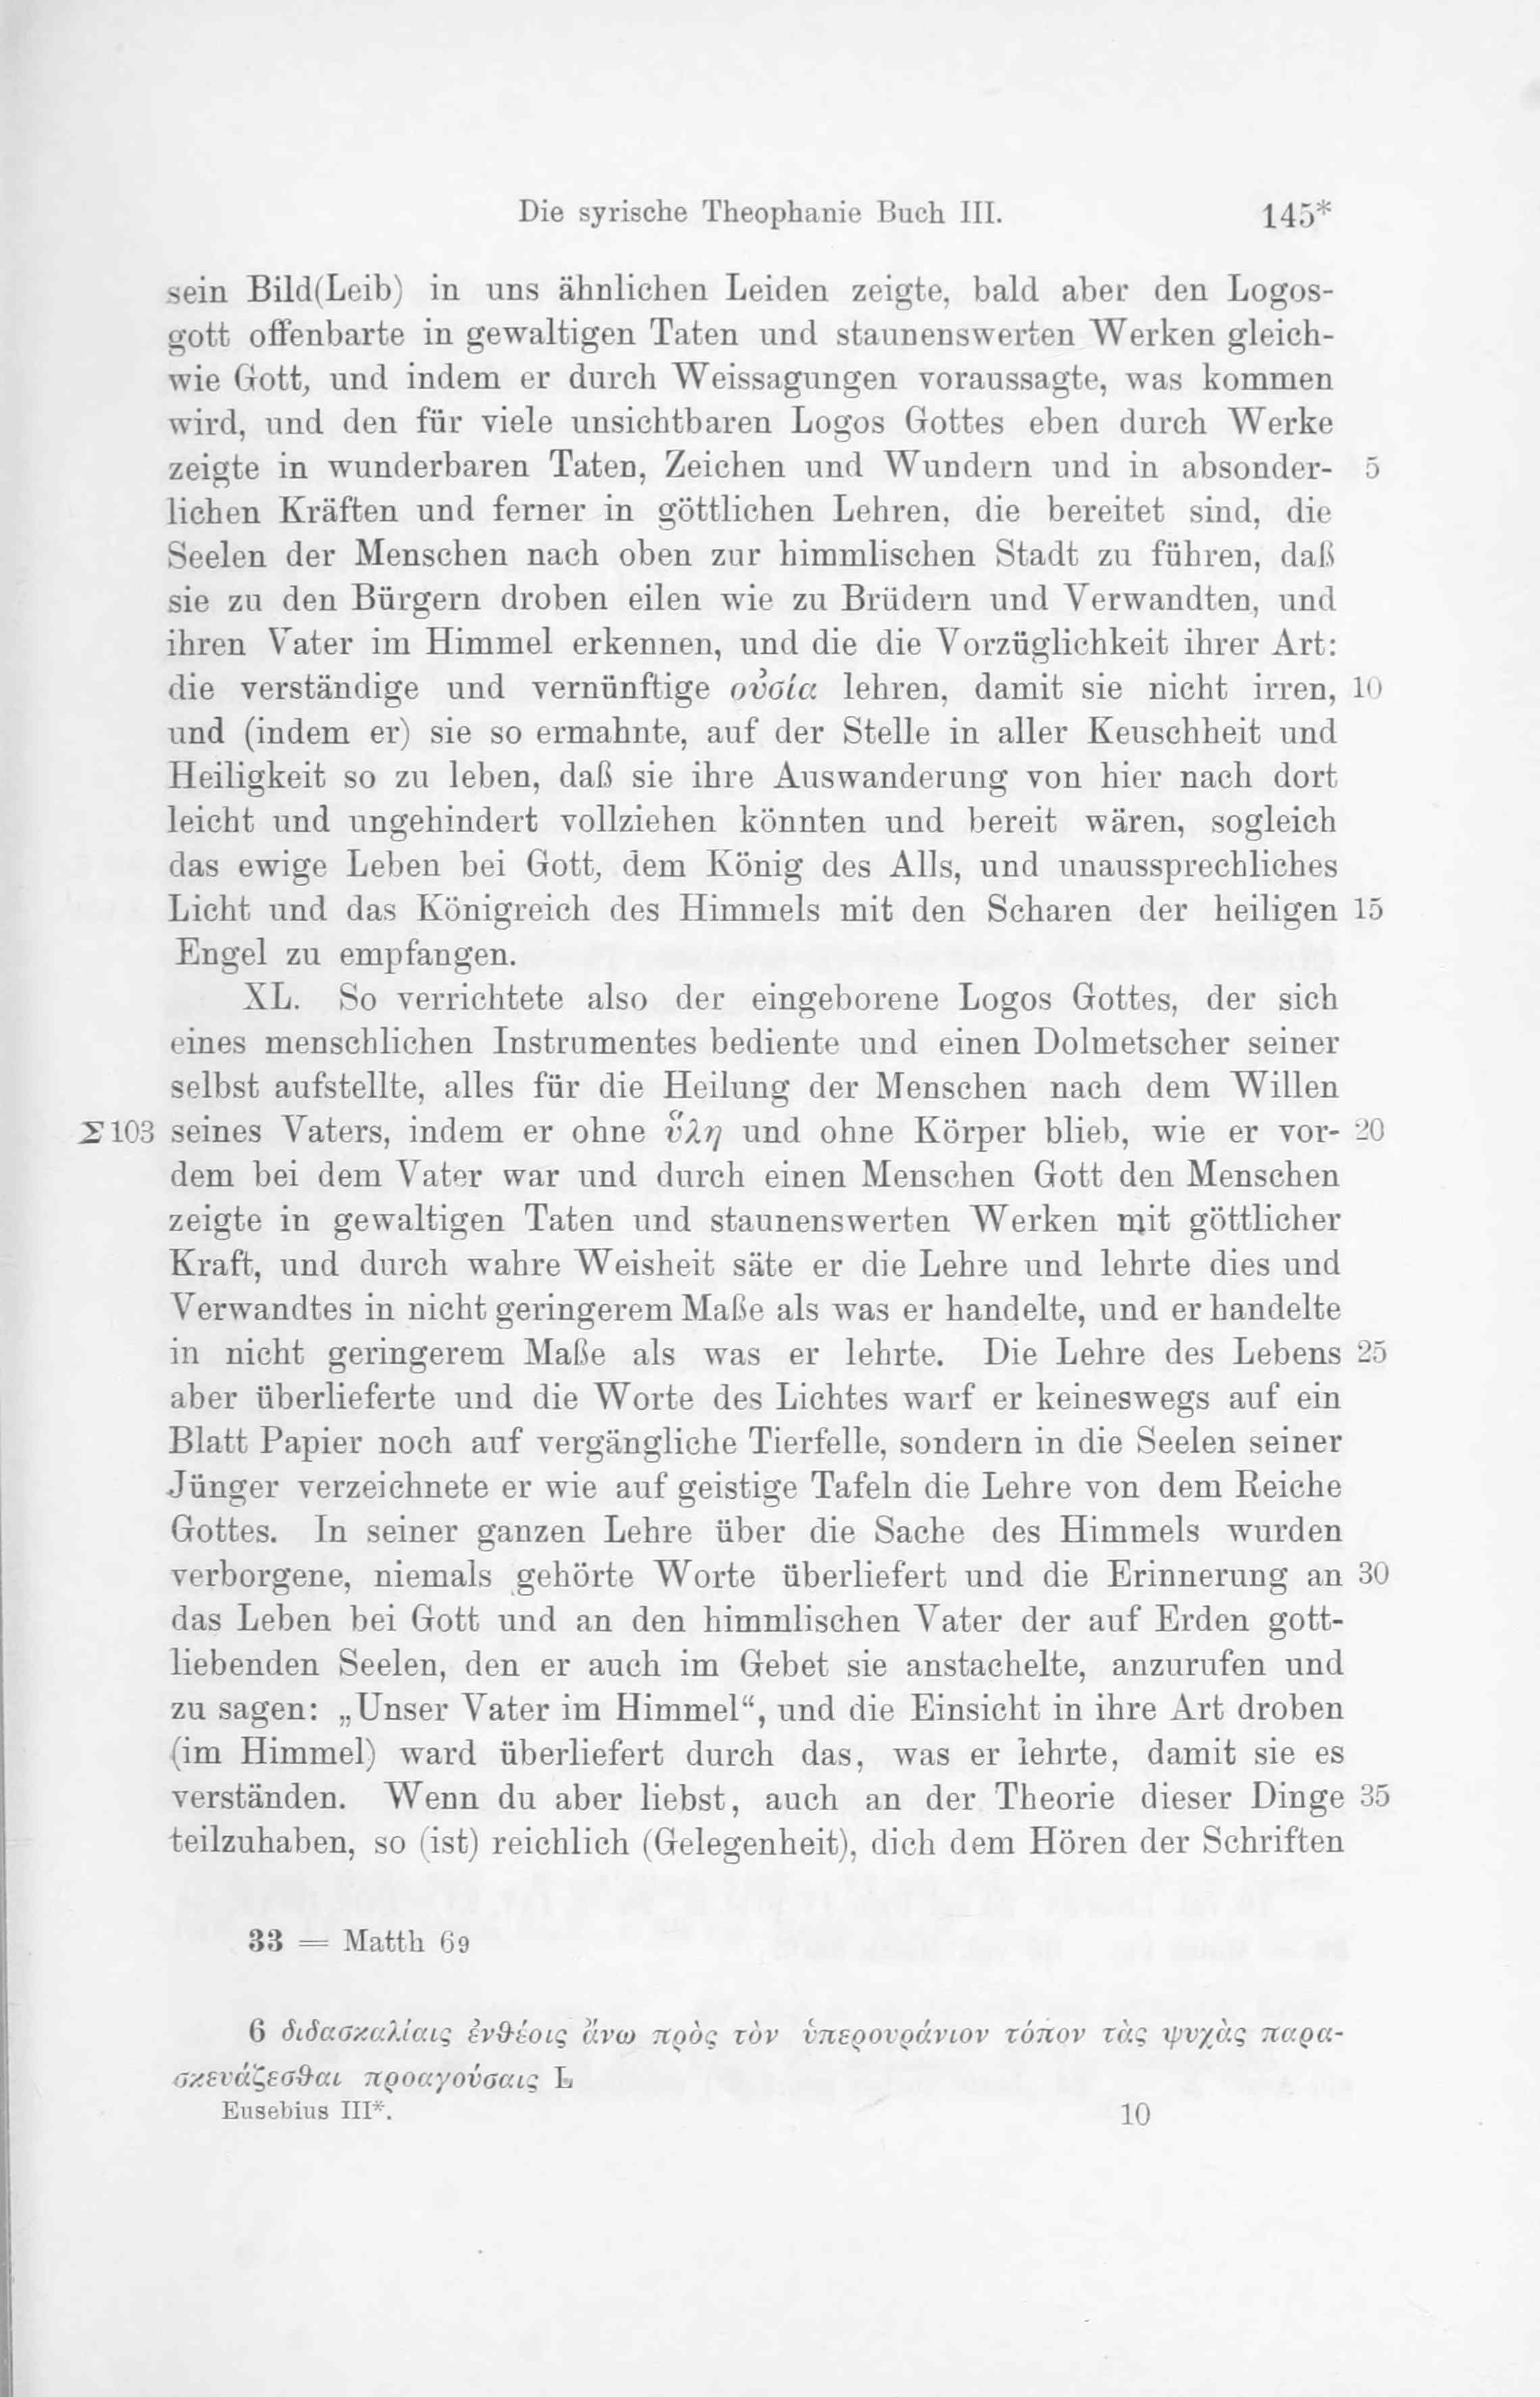 Die syrische Theophanie Buch III. 145*
sein Bild(Leib) in uns ähnlichen Leiden zeigte, bald aber den Logos-
gott offenbarte in gewaltigen Taten und staunenswerten Werken gleich-
wie Gott, und indem er durch Weissagungen voraussagte, was kommen
wird, und den für viele unsichtbaren Logos Gottes eben durch Werke
zeigte in wunderbaren Taten, Zeichen und Wundern und in absonder- 5
lichen Kräften und ferner in göttlichen Lehren, die bereitet sind, die
Seelen der Menschen nach oben zur himmlischen Stadt zu führen, daß
sie zu den Bürgern droben eilen wie zu Brüdern und Verwandten, und
ihren Vater im Himmel erkennen, und die die Vorzüglichkeit ihrer Art:
die verständige und vernünftige οὐσία lehren, damit sie nicht irren, 10
und (indem er) sie so ermahnte, auf der Stelle in aller Keuschheit und
Heiligkeit so zu leben, daß sie ihre Auswanderung von hier nach dort
leicht und ungehindert vollziehen könnten und bereit wären, sogleich
das ewige Leben bei Gott, dem König des Alls, und unaussprechliches
Licht und das Königreich des Himmels mit den Scharen der heiligen 15
Engel zu empfangen.
XL. So verrichtete also der eingeborene Logos Gottes, der sich
eines menschlichen Instrumentes bediente und einen Dolmetscher seiner
selbst aufstellte, alles für die Heilung der Menschen nach dem Willen
Σ103 seines Vaters, indem er ohne ὕλη und ohne Körper blieb, wie er vor- 20
dem bei dem Vater war und durch einen Menschen Gott den Menschen
zeigte in gewaltigen Taten und staunenswerten Werken mit göttlicher
Kraft, und durch wahre Weisheit säte er die Lehre und lehrte dies und
Verwandtes in nicht geringerem Maße als was er handelte, und er handelte
in nicht geringerem Maße als was er lehrte. Die Lehre des Lebens 25
aber überlieferte und die Worte des Lichtes warf er keineswegs auf ein
Blatt Papier noch auf vergängliche Tierfelle, sondern in die Seelen seiner
Jünger verzeichnete er wie auf geistige Tafeln die Lehre von dem Reiche
Gottes. In seiner ganzen Lehre über die Sache des Himmels wurden
verborgene, niemals gehörte Worte überliefert und die Erinnerung an 30
das Leben bei Gott und an den himmlischen Vater der auf Erden gott-
liebenden Seelen, den er auch im Gebet sie anstachelte, anzurufen und
zu sagen: „Unser Vater im Himmel“, und die Einsicht in ihre Art droben
(im Himmel) ward überliefert durch das, was er lehrte, damit sie es
verständen. Wenn du aber liebst, auch an der Theorie dieser Dinge 35
teilzuhaben, so (ist) reichlich (Gelegenheit), dich dem Hören der Schriften
33 = Matth 6 9
6 διδασκαλίαις ἐνθέοις ἄνω πρὸς τὸν ὑπερουράνιον τόπον τὰς ψυχὰς παρα-
σκευάζεσθαι προαγούσαις L
Eusebius III*. 10